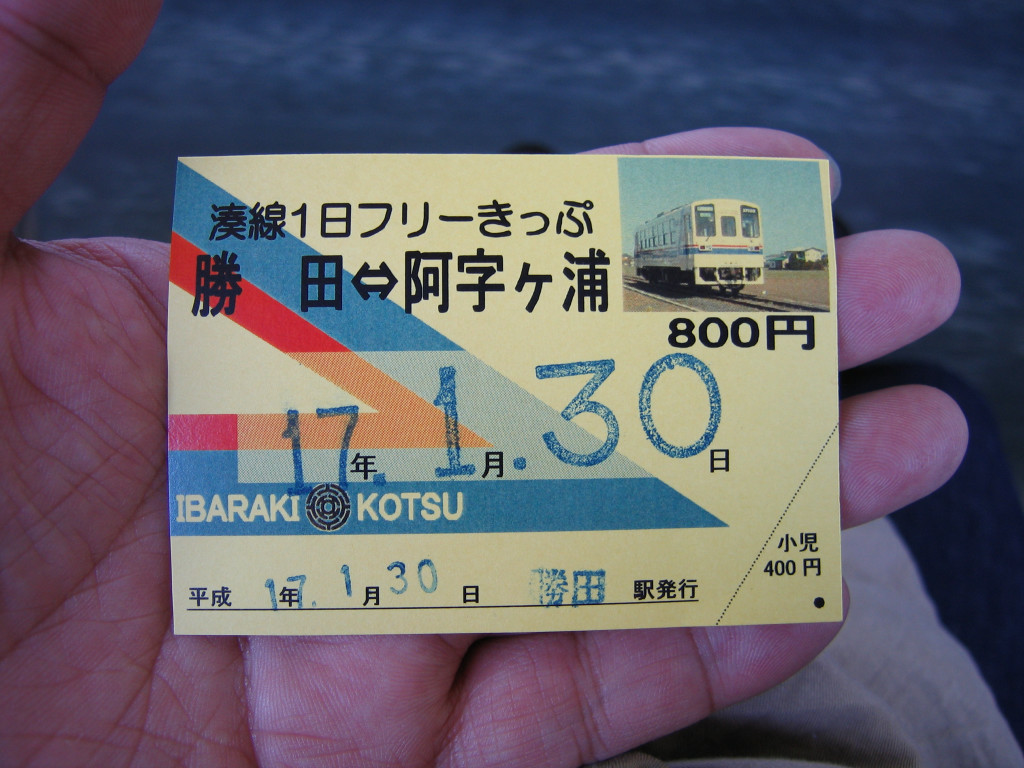 湊線1日フリーきっぷ
勝 田⇔阿字ヶ浦
800円
17年.1月.30日
IBARAKI KOTSU
小児
400円
平成 17年.1月30日 勝田 駅発行